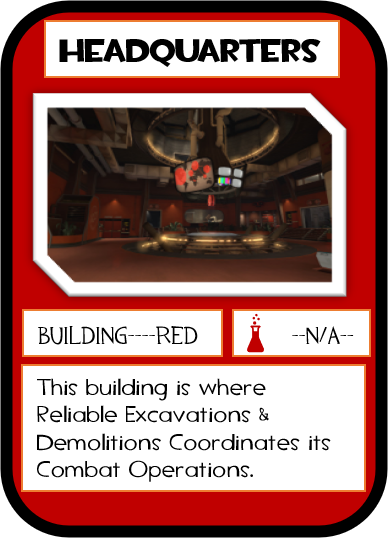 HEADQUARTERS
BUILDING----RED
--N/A--
This building is where
Reliable Excavations &
Demolitions Coordinates its
Combat Operations.